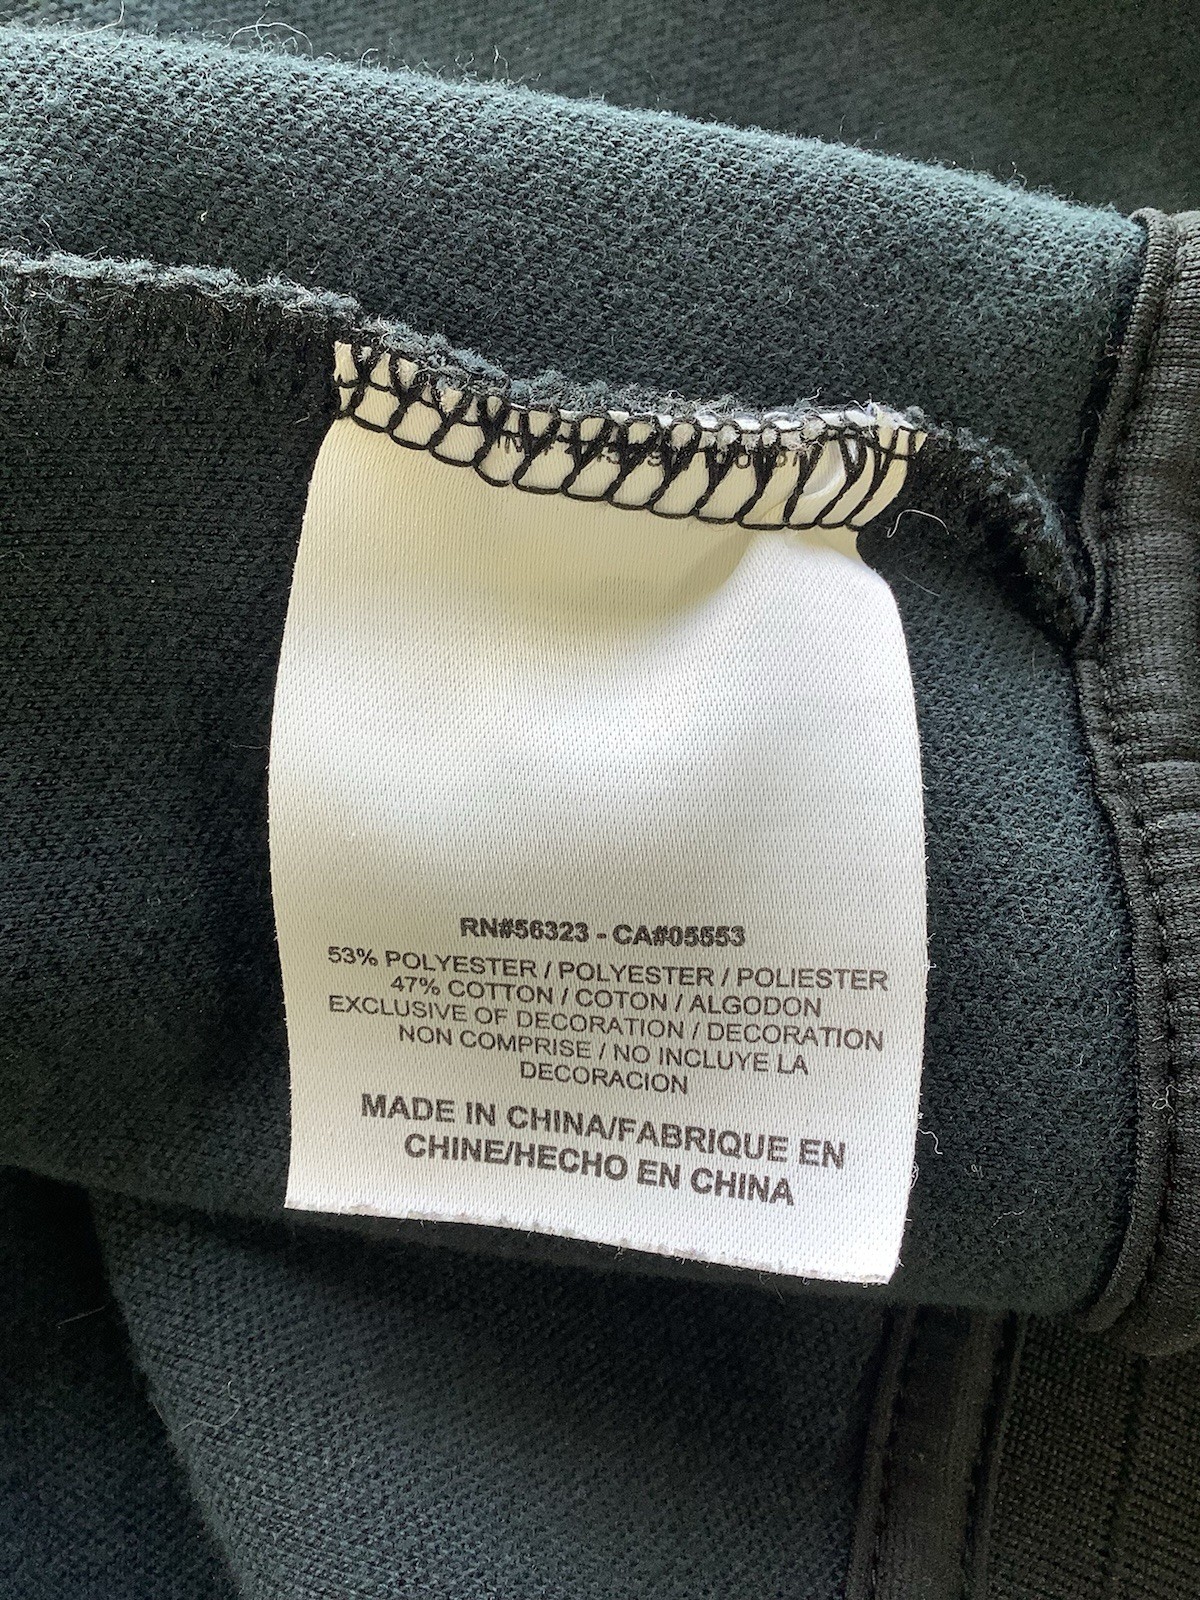 RN#56323 - CA#05553
53% POLYESTER / POLYESTER / POLIESTER
47% COTTON / COTON / ALGODON
EXCLUSIVE OF DECORATION / DECORATION
NON COMPRISE / NO INCLUYE LA
DECORACION
MADE IN CHINA/FABRIQUE EN
CHINE/HECHO EN CHINA